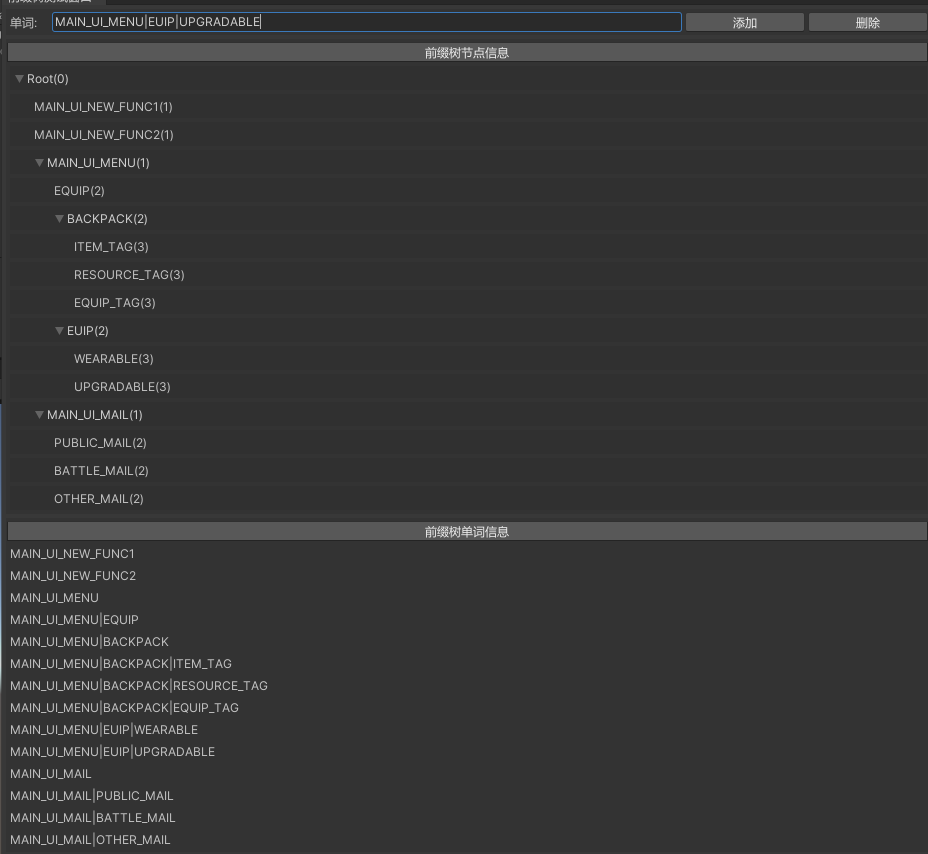 单词: MAIN_UI_MENU|EUIP|UPGRADABLE 添加 删除
前缀树节点信息
Root(0)
MAIN_UI_NEW_FUNC1(1)
MAIN_UI_NEW_FUNC2(1)
MAIN_UI_MENU(1)
EQUIP(2)
BACKPACK(2)
ITEM_TAG(3)
RESOURCE_TAG(3)
EQUIP_TAG(3)
EUIP(2)
WEARABLE(3)
UPGRADABLE(3)
MAIN_UI_MAIL(1)
PUBLIC_MAIL(2)
BATTLE_MAIL(2)
OTHER_MAIL(2)
前缀树单词信息
MAIN_UI_NEW_FUNC1
MAIN_UI_NEW_FUNC2
MAIN_UI_MENU
MAIN_UI_MENU|EQUIP
MAIN_UI_MENU|BACKPACK
MAIN_UI_MENU|BACKPACK|ITEM_TAG
MAIN_UI_MENU|BACKPACK|RESOURCE_TAG
MAIN_UI_MENU|BACKPACK|EQUIP_TAG
MAIN_UI_MENU|EUIP|WEARABLE
MAIN_UI_MENU|EUIP|UPGRADABLE
MAIN_UI_MAIL
MAIN_UI_MAIL|PUBLIC_MAIL
MAIN_UI_MAIL|BATTLE_MAIL
MAIN_UI_MAIL|OTHER_MAIL